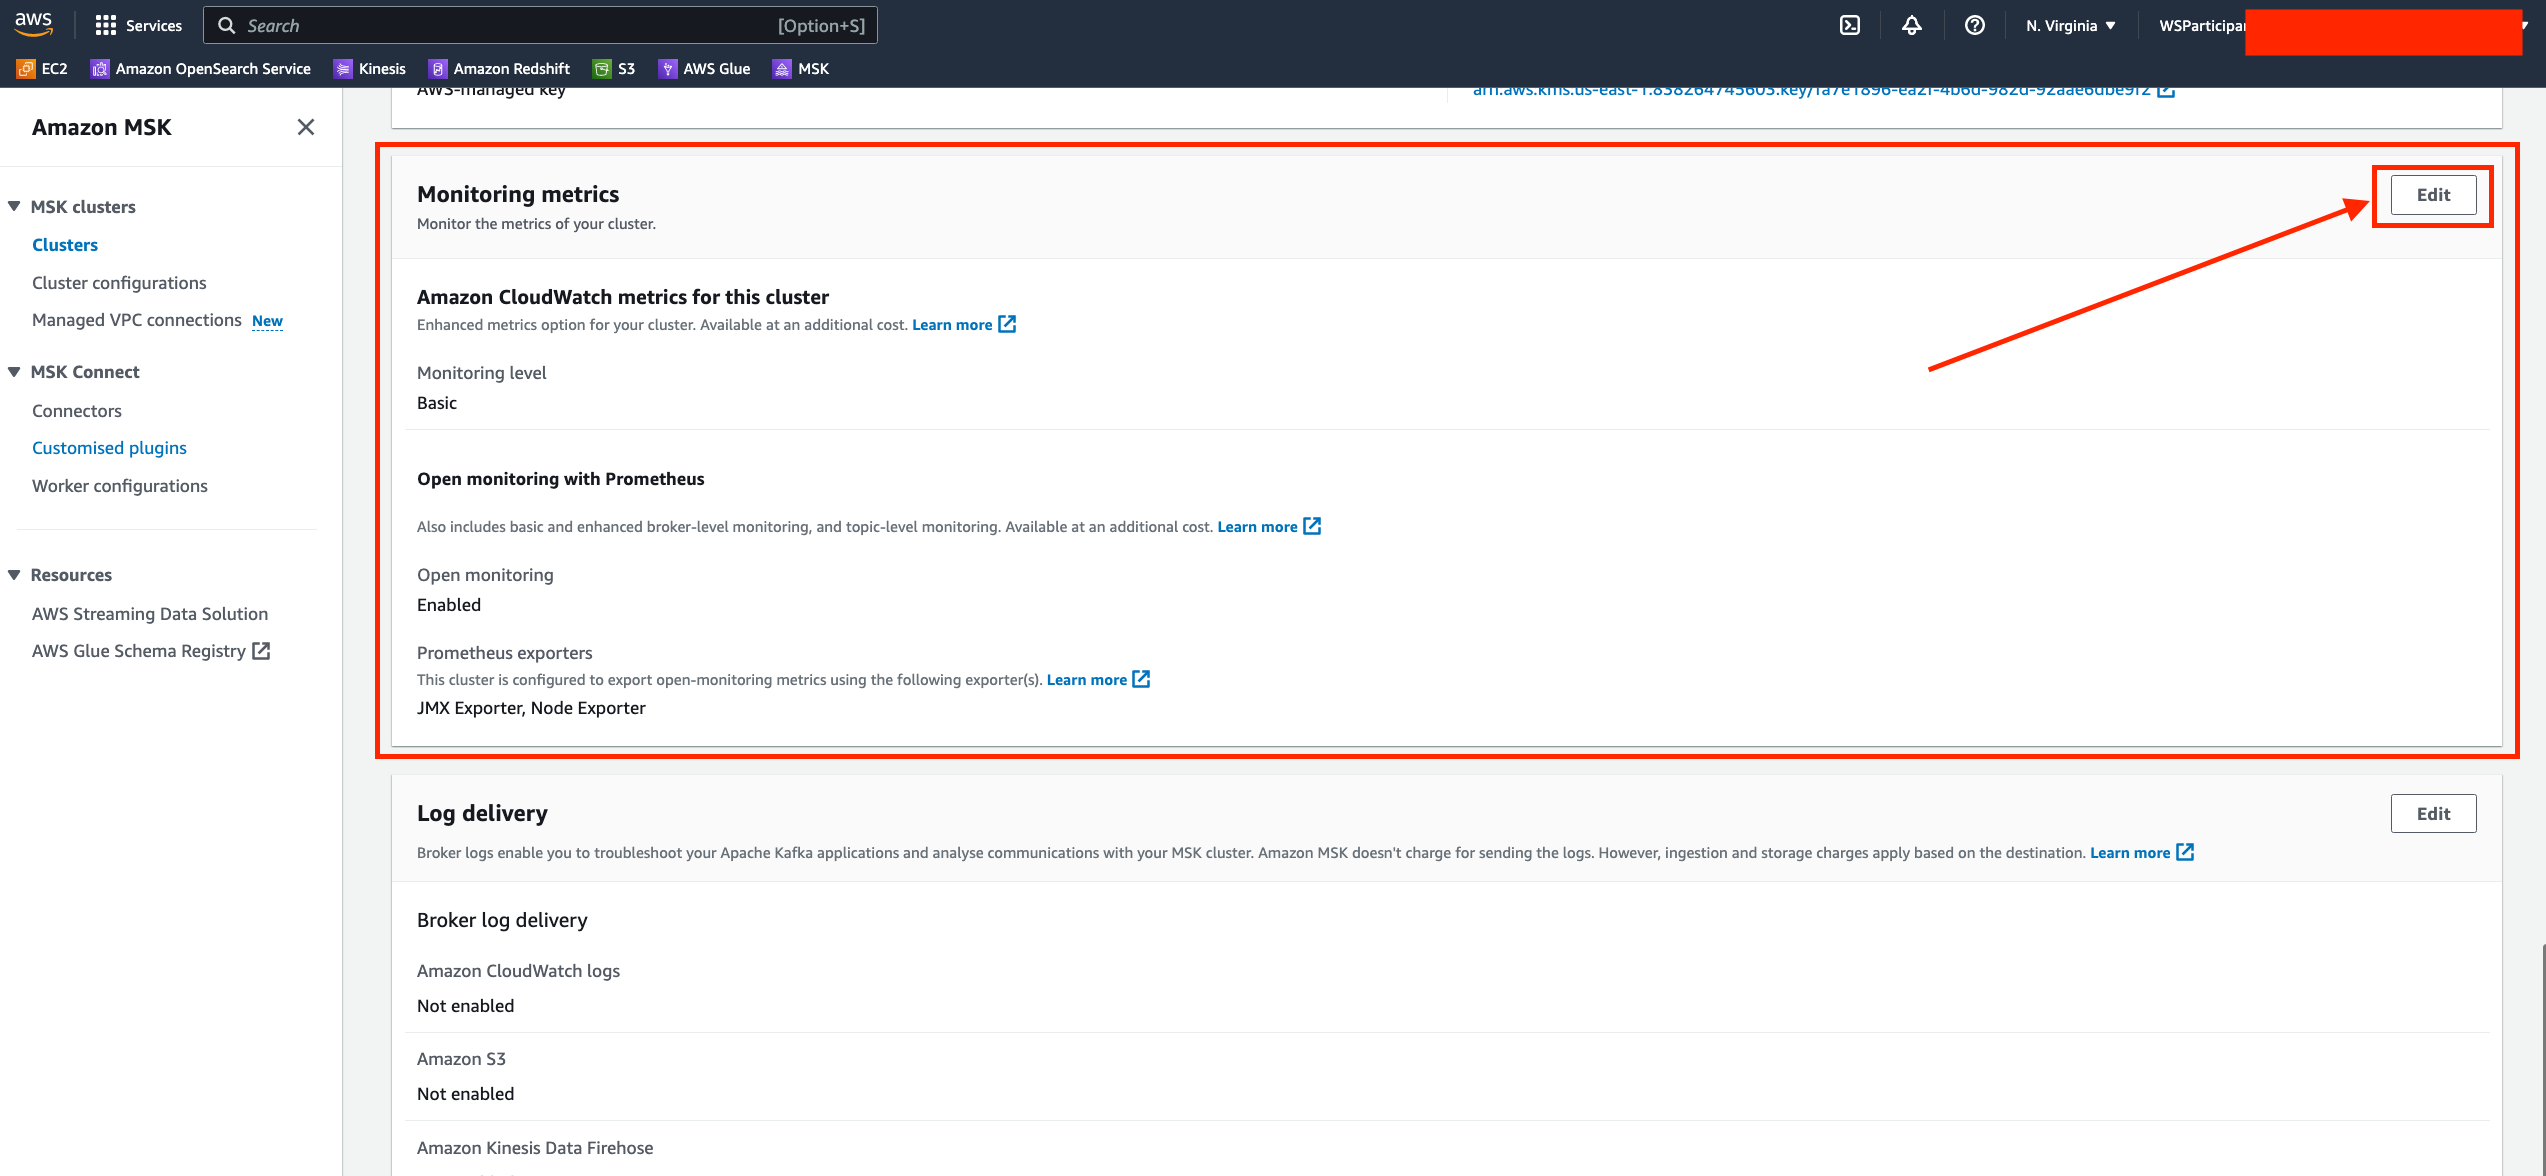 aws
Services
Search
[Option+S]
N. Virginia
EC2
Amazon OpenSearch Service
Kinesis
Amazon Redshift
S3
AWS Glue
MSK
Amazon MSK
MSK clusters
Clusters
Cluster configurations
Managed VPC connections New
MSK Connect
Connectors
Customised plugins
Worker configurations
Resources
AWS Streaming Data Solution
AWS Glue Schema Registry
AWS-managed key
Monitoring metrics
Edit
Monitor the metrics of your cluster.
Amazon CloudWatch metrics for this cluster
Enhanced metrics option for your cluster. Available at an additional cost. Learn more
Monitoring level
Basic
Open monitoring with Prometheus
Also includes basic and enhanced broker-level monitoring, and topic-level monitoring. Available at an additional cost. Learn more
Open monitoring
Enabled
Prometheus exporters
This cluster is configured to export open-monitoring metrics using the following exporter(s). Learn more
JMX Exporter, Node Exporter
Log delivery
Edit
Broker logs enable you to troubleshoot your Apache Kafka applications and analyse communications with your MSK cluster. Amazon MSK doesn't charge for sending the logs. However, ingestion and storage charges apply based on the destination. Learn more
Broker log delivery
Amazon CloudWatch logs
Not enabled
Amazon S3
Not enabled
Amazon Kinesis Data Firehose